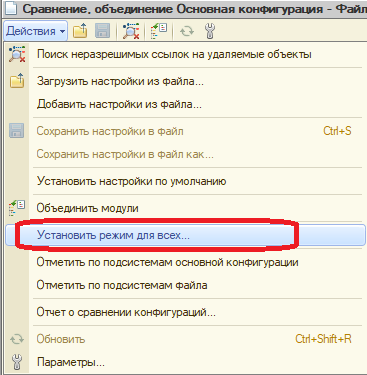 Сравнение, объединение Основная конфигурация - Файл
Действия
Поиск неразрешимых ссылок на удаляемые объекты
Загрузить настройки из файла...
Добавить настройки из файла...
Сохранить настройки в файл Ctrl+S
Сохранить настройки в файл как...
Установить настройки по умолчанию
Объединить модули
Установить режим для всех...
Отметить по подсистемам основной конфигурации
Отметить по подсистемам файла
Отчет о сравнении конфигураций...
Обновить Ctrl+Shift+R
Параметры...